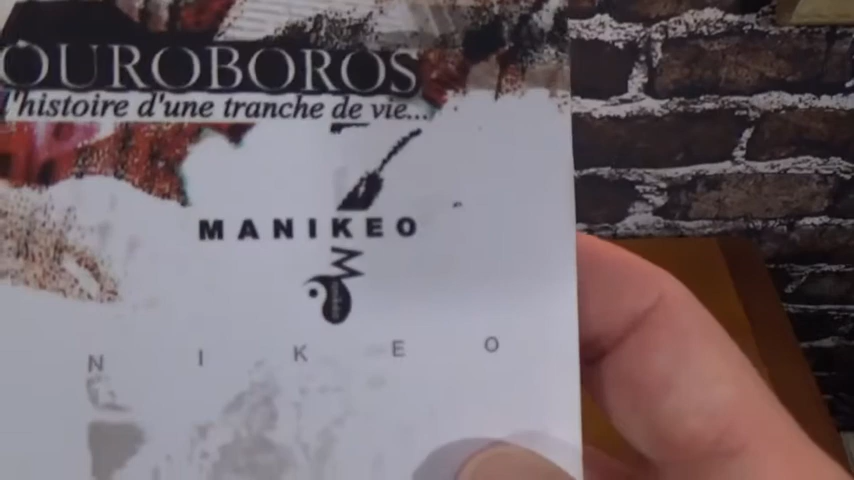 OUROBOROS
l'histoire d'une tranche de vie...
MANIKEO
M
N I K E O